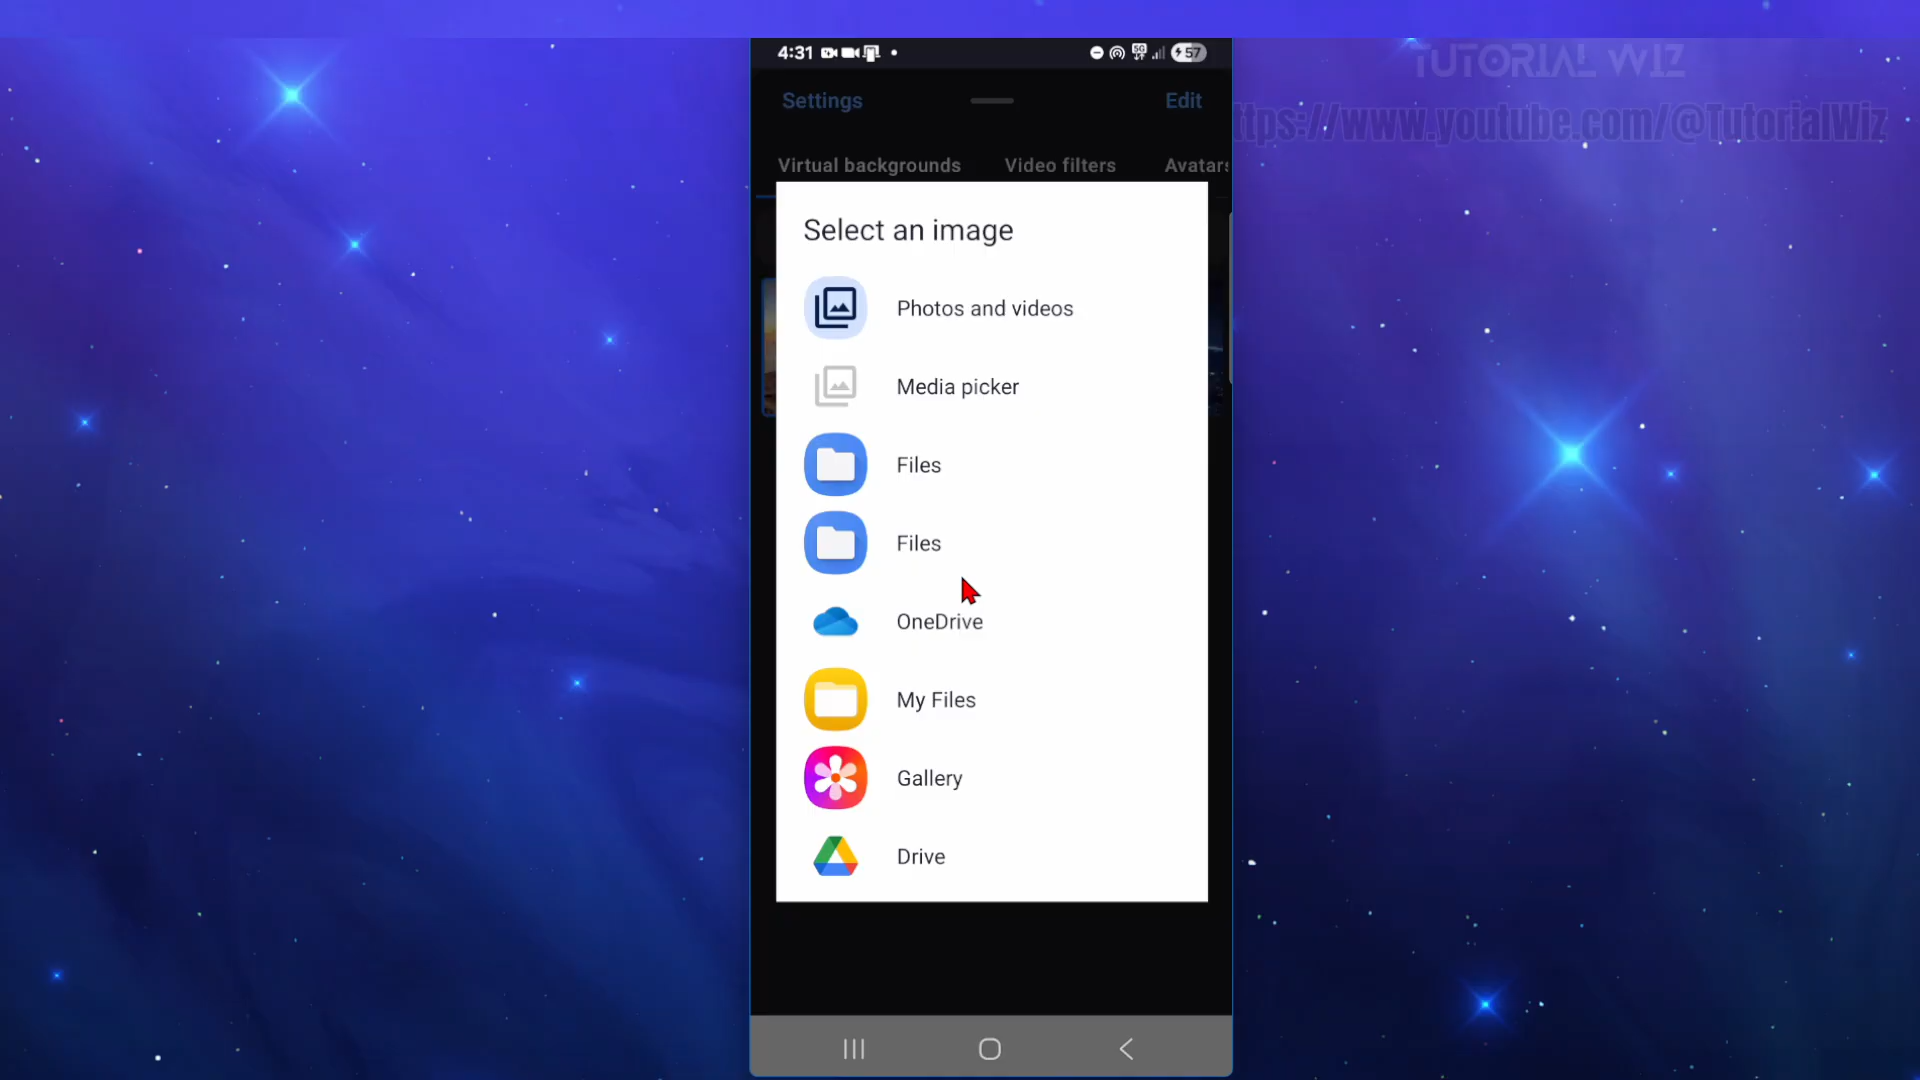 4:31
5G
57
TUTORIAL WIZ
Settings
Edit
ttps://www.youtube.com/@TutorialWiz
Virtual backgrounds
Video filters
Avatars
Select an image
Photos and videos
Media picker
Files
Files
OneDrive
My Files
Gallery
Drive